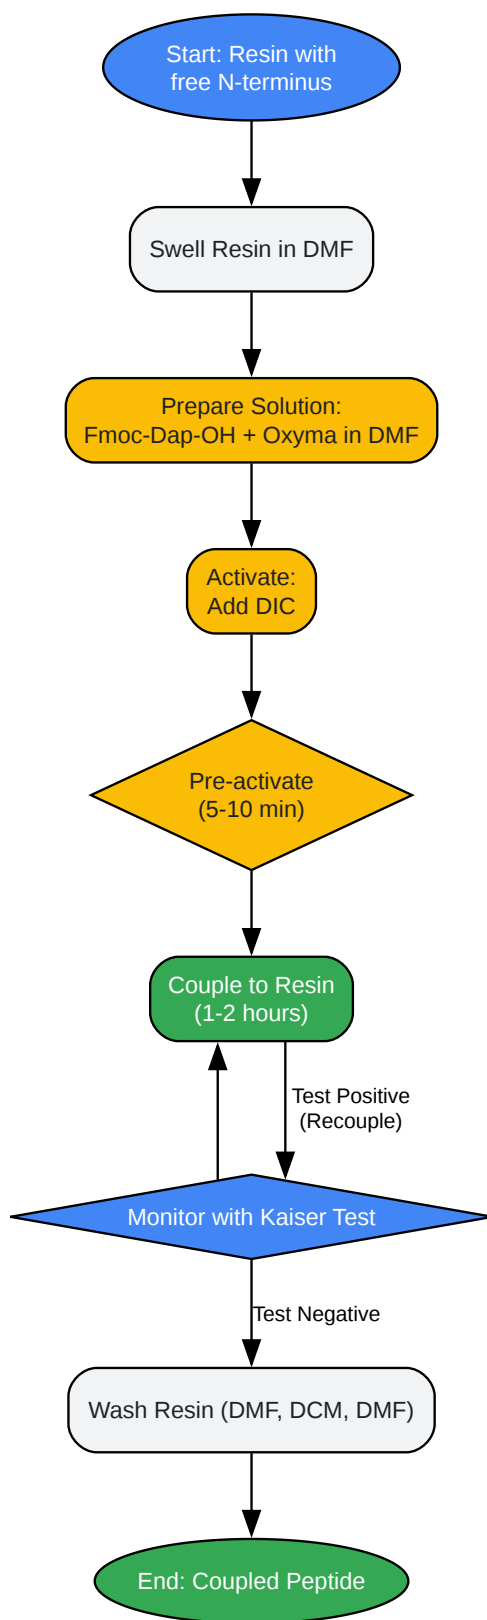 Start: Resin with
free N-terminus
Swell Resin in DMF
Prepare Solution:
Fmoc-Dap-OH + Oxyma in DMF
Activate:
Add DIC
Pre-activate
(5-10 min)
Couple to Resin
(1-2 hours)
Test Positive
(Recouple)
Monitor with Kaiser Test
Test Negative
Wash Resin (DMF, DCM, DMF)
End: Coupled Peptide